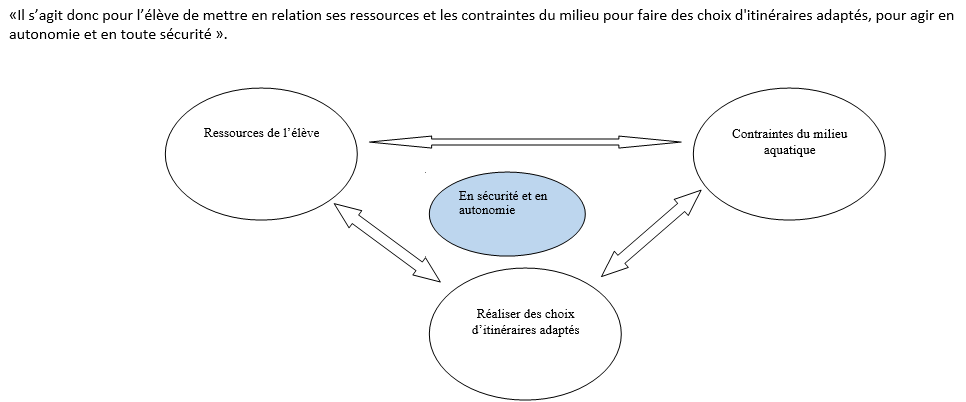 «Il s’agit donc pour l’élève de mettre en relation ses ressources et les contraintes du milieu pour faire des choix d'itinéraires adaptés, pour agir en
autonomie et en toute sécurité ».
Ressources de l’élève
Contraintes du milieu
aquatique
En sécurité et en
autonomie
Réaliser des choix
d’itinéraires adaptés